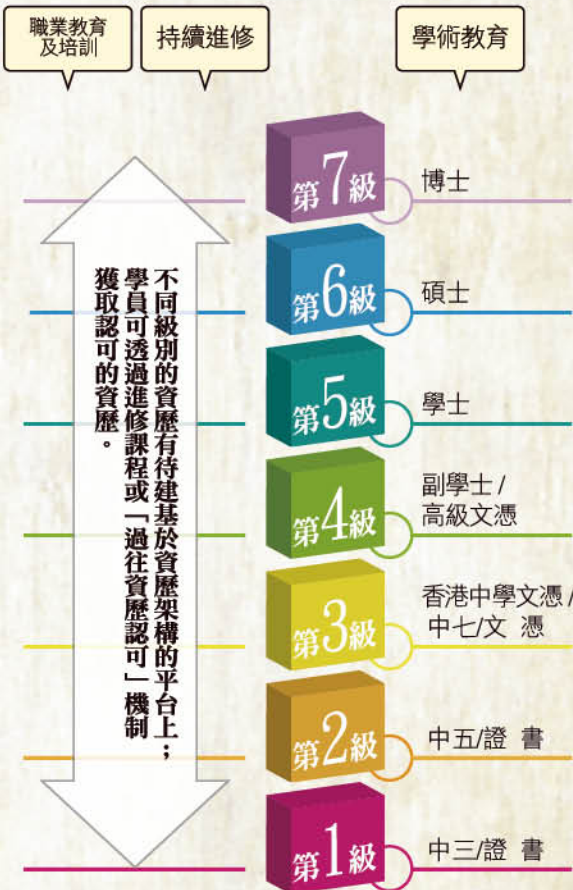 職業教育
及培訓
持續進修
學術教育
不同級別的資歷有待建基於資歷架構的平台上；
學員可透過進修課程或「過往資歷認可」機制
獲取認可的資歷。
第7級
博士
第6級
碩士
第5級
學士
第4級
副學士 /
高級文憑
第3級
香港中學文憑 /
中七/文 憑
第2級
中五/證 書
第1級
中三/證 書